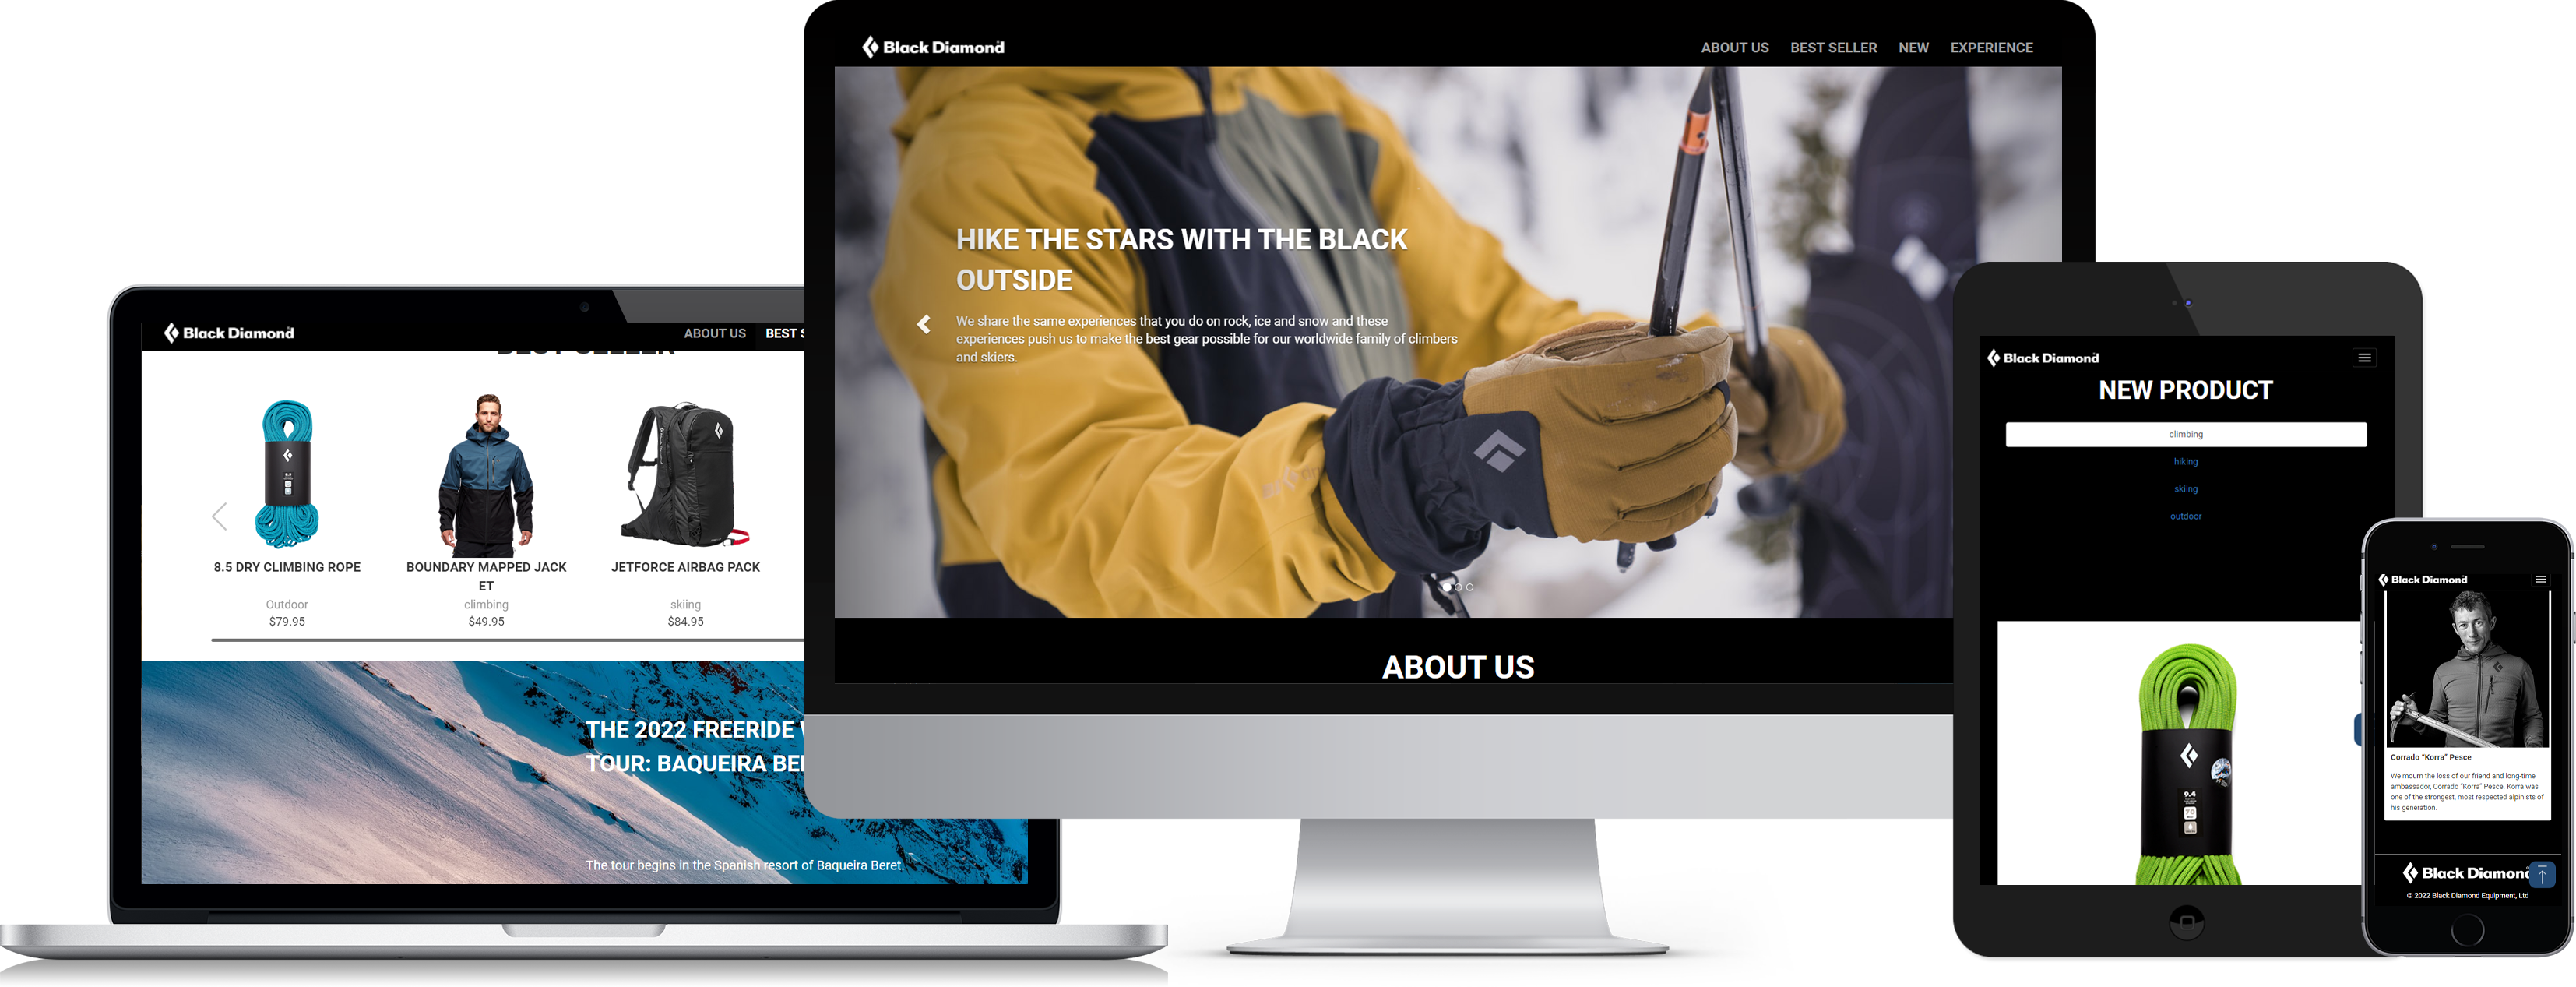 Black Diamond
ABOUT US BEST SELLER NEW EXPERIENCE
HIKE THE STARS WITH THE BLACK
OUTSIDE
We share the same experiences that you do on rock, ice and snow and these
experiences push us to make the best gear possible for our worldwide family of climbers
and skiers.
ABOUT US
Black Diamond
ABOUT US BEST S
BEST SELLER
8.5 DRY CLIMBING ROPE
Outdoor
$79.95
BOUNDARY MAPPED JACK
ET
climbing
$49.95
JETFORCE AIRBAG PACK
skiing
$84.95
THE 2022 FREERIDE
TOUR: BAQUEIRA BE
The tour begins in the Spanish resort of Baqueira Beret.
Black Diamond
NEW PRODUCT
climbing
hiking
skiing
outdoor
9.4
70
Black Diamond
Corrado "Korra" Pesce
We mourn the loss of our friend and long-time
ambassador, Corrado "Korra" Pesce. Korra was
one of the strongest, most respected alpinists of
his generation.
Black Diamond
© 2022 Black Diamond Equipment, Ltd